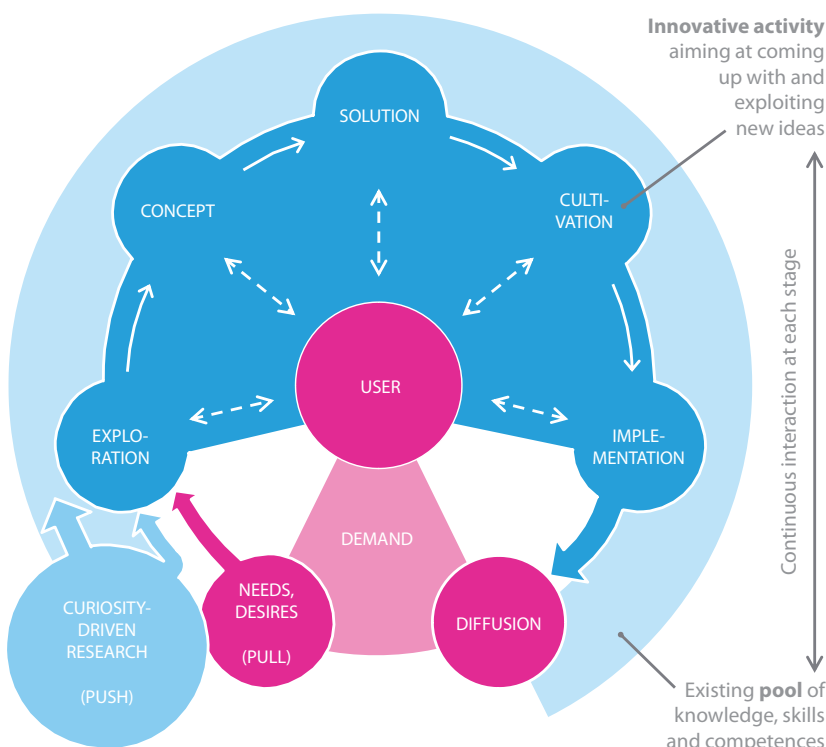 Innovative activity
aiming at coming
up with and
exploiting
new ideas
SOLUTION
CONCEPT
CULTI-
VATION
USER
EXPLO-
RATION
IMPLE-
MENTATION
DEMAND
CURIOSITY-
DRIVEN
RESEARCH
(PUSH)
NEEDS,
DESIRES
(PULL)
DIFFUSION
Continuous interaction at each stage
Existing pool of
knowledge, skills
and competences